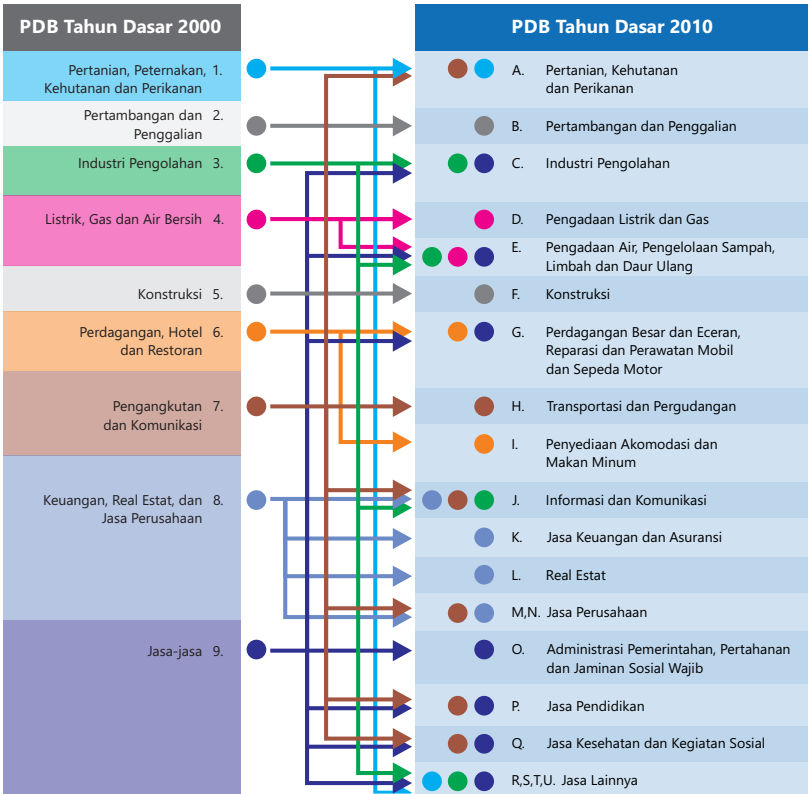 PDB Tahun Dasar 2000
Pertanian, Peternakan, 1.
Kehutanan dan Perikanan
Pertambangan dan 2.
Penggalian
Industri Pengolahan 3.
Listrik, Gas dan Air Bersih 4.
Konstruksi 5.
Perdagangan, Hotel 6.
dan Restoran
Pengangkutan 7.
dan Komunikasi
Keuangan, Real Estat, dan 8.
Jasa Perusahaan
Jasa-jasa 9.
PDB Tahun Dasar 2010
A. Pertanian, Kehutanan
dan Perikanan
B. Pertambangan dan Penggalian
C. Industri Pengolahan
D. Pengadaan Listrik dan Gas
E. Pengadaan Air, Pengelolaan Sampah,
Limbah dan Daur Ulang
F. Konstruksi
G. Perdagangan Besar dan Eceran,
Reparasi dan Perawatan Mobil
dan Sepeda Motor
H. Transportasi dan Pergudangan
I. Penyediaan Akomodasi dan
Makan Minum
J. Informasi dan Komunikasi
K. Jasa Keuangan dan Asuransi
L. Real Estat
M,N. Jasa Perusahaan
O. Administrasi Pemerintahan, Pertahanan
dan Jaminan Sosial Wajib
P. Jasa Pendidikan
Q. Jasa Kesehatan dan Kegiatan Sosial
R,S,T,U. Jasa Lainnya